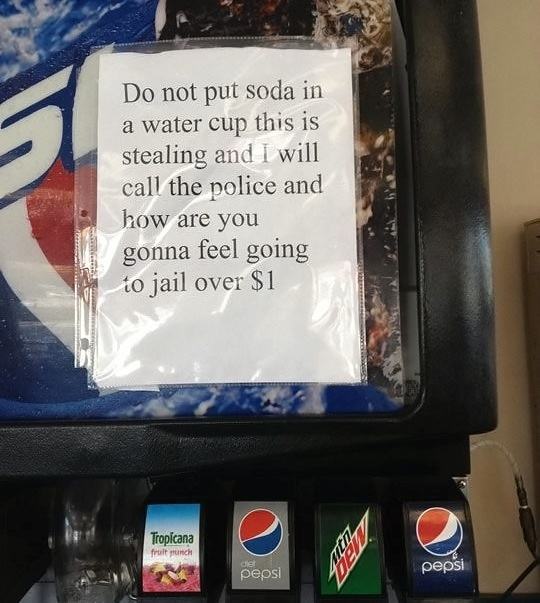 Do not put soda in
a water cup this is
stealing and I will
call the police and
how are you
gonna feel going
to jail over $1
Tropicana
fruit punch
diet
pepsi
mtn
DEW
pepsi